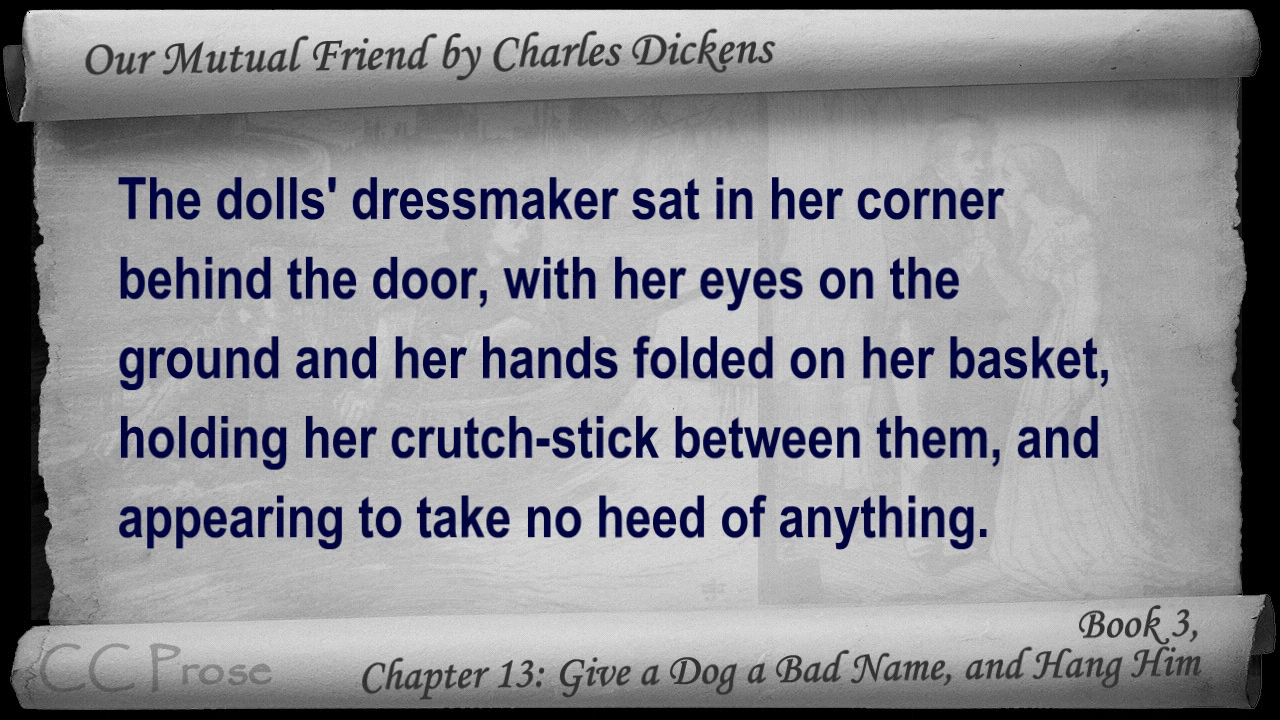 Our Mutual Friend by Charles Dickens
The dolls' dressmaker sat in her corner
behind the door, with her eyes on the
ground and her hands folded on her basket,
holding her crutch-stick between them, and
appearing to take no heed of anything.
Book 3,
Chapter 13: Give a Dog a Bad Name, and Hang Him
CC Prose